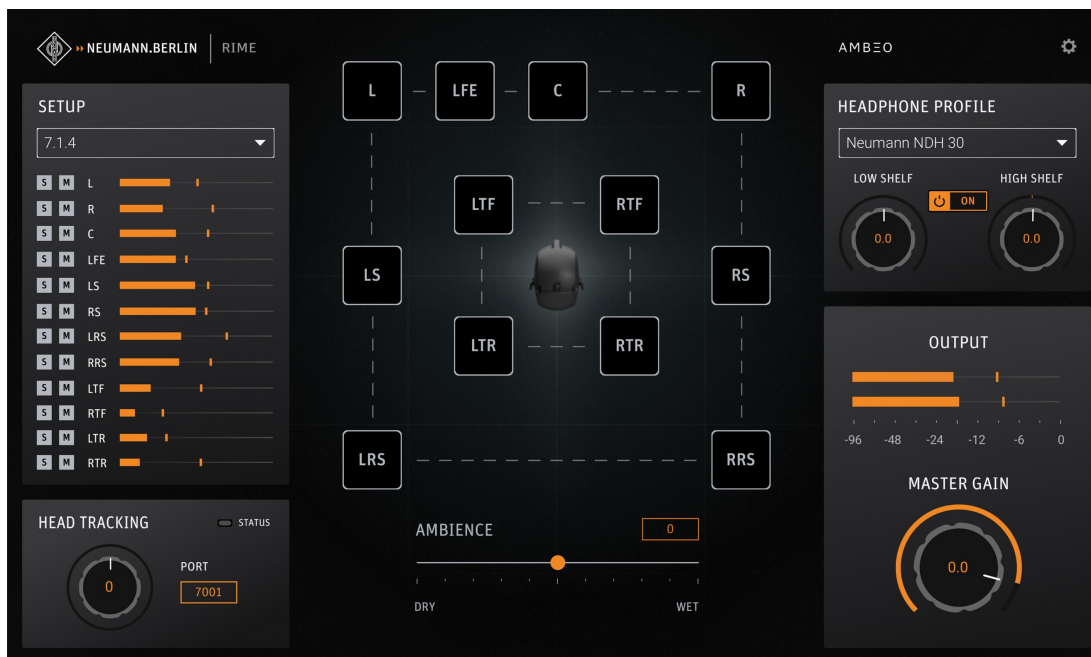 NEUMANN.BERLIN RIME
SETUP
7.1.4
S M L
S M R
S M C
S M LFE
S M LS
S M RS
S M LRS
S M RRS
S M LTF
S M RTF
S M LTR
S M RTR
HEAD TRACKING STATUS
0
PORT
7001
L LFE C R
LTF RTF
LS RS
LTR RTR
LRS RRS
AMBIENCE 0
DRY WET
AMBΞO
HEADPHONE PROFILE
Neumann NDH 30
LOW SHELF HIGH SHELF
ON
0.0 0.0
OUTPUT
-96 -48 -24 -12 -6 0
MASTER GAIN
0.0